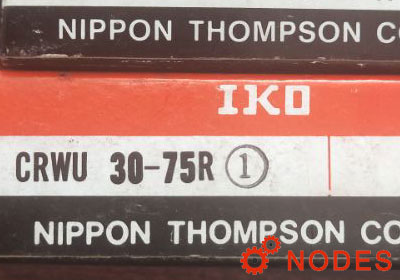 NIPPON THOMPSON CO
IKO
CRWU 30-75R ①
NIPPON THOMPSON CO
NODES